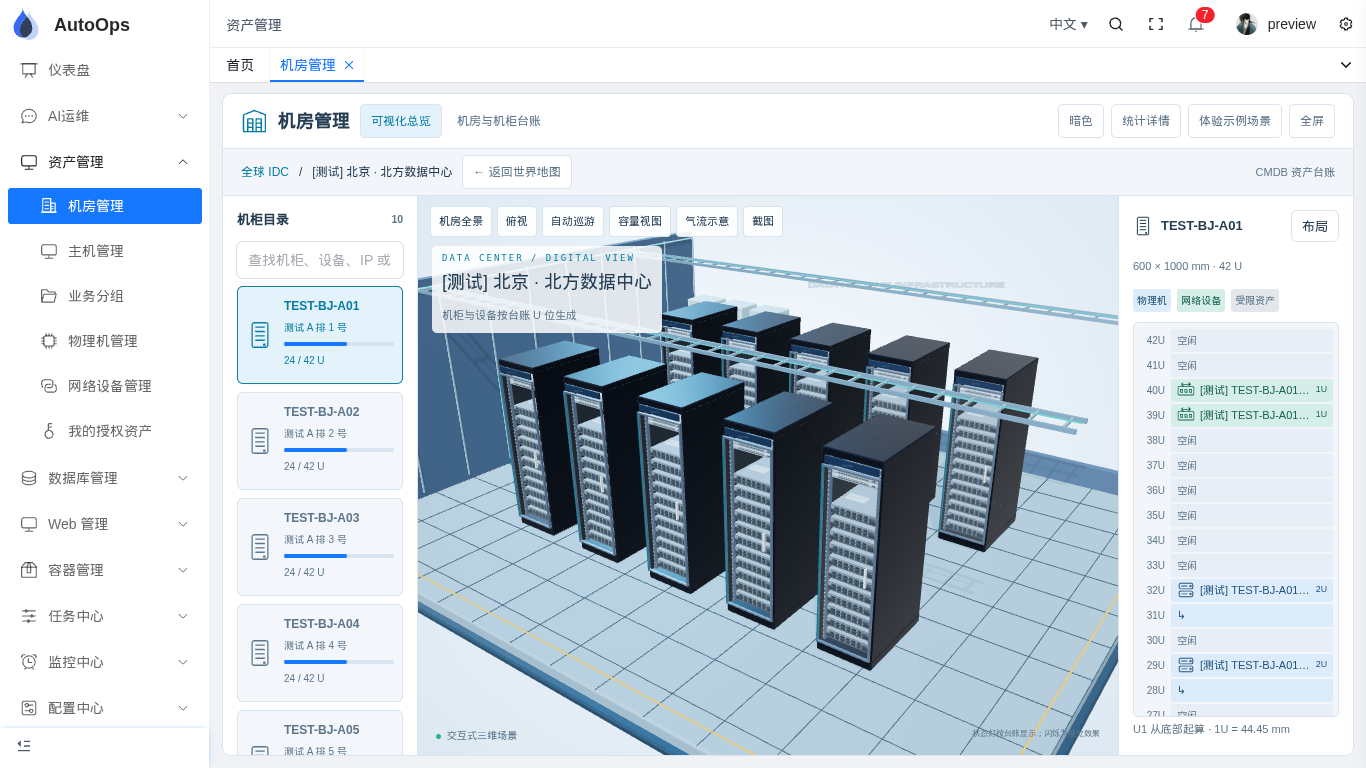 AutoOps
仪表盘
AI运维
资产管理
机房管理
主机管理
业务分组
物理机管理
网络设备管理
我的授权资产
数据库管理
Web 管理
容器管理
任务中心
监控中心
配置中心
资产管理
中文 ▾
7
preview
首页
机房管理
机房管理
可视化总览
机房与机柜台账
暗色
统计详情
体验示例场景
全屏
全球 IDC / [测试] 北京 · 北方数据中心
← 返回世界地图
CMDB 资产台账
机柜目录
10
查找机柜、设备、IP 或
TEST-BJ-A01
测试 A 排 1 号
24 / 42 U
TEST-BJ-A02
测试 A 排 2 号
24 / 42 U
TEST-BJ-A03
测试 A 排 3 号
24 / 42 U
TEST-BJ-A04
测试 A 排 4 号
24 / 42 U
TEST-BJ-A05
测试 A 排 5 号
机房全景
俯视
自动巡游
容量视图
气流示意
截图
DATA CENTER / DIGITAL VIEW
[测试] 北京 · 北方数据中心
机柜与设备按台账 U 位生成
交互式三维场景
TEST-BJ-A01
布局
600 × 1000 mm · 42 U
物理机
网络设备
受限资产
42U 空闲
41U 空闲
40U [测试] TEST-BJ-A01... 1U
39U [测试] TEST-BJ-A01... 1U
38U 空闲
37U 空闲
36U 空闲
35U 空闲
34U 空闲
33U 空闲
32U [测试] TEST-BJ-A01... 2U
31U ↳
30U 空闲
29U [测试] TEST-BJ-A01... 2U
28U ↳
27U 空闲
U1 从底部起算 · 1U = 44.45 mm